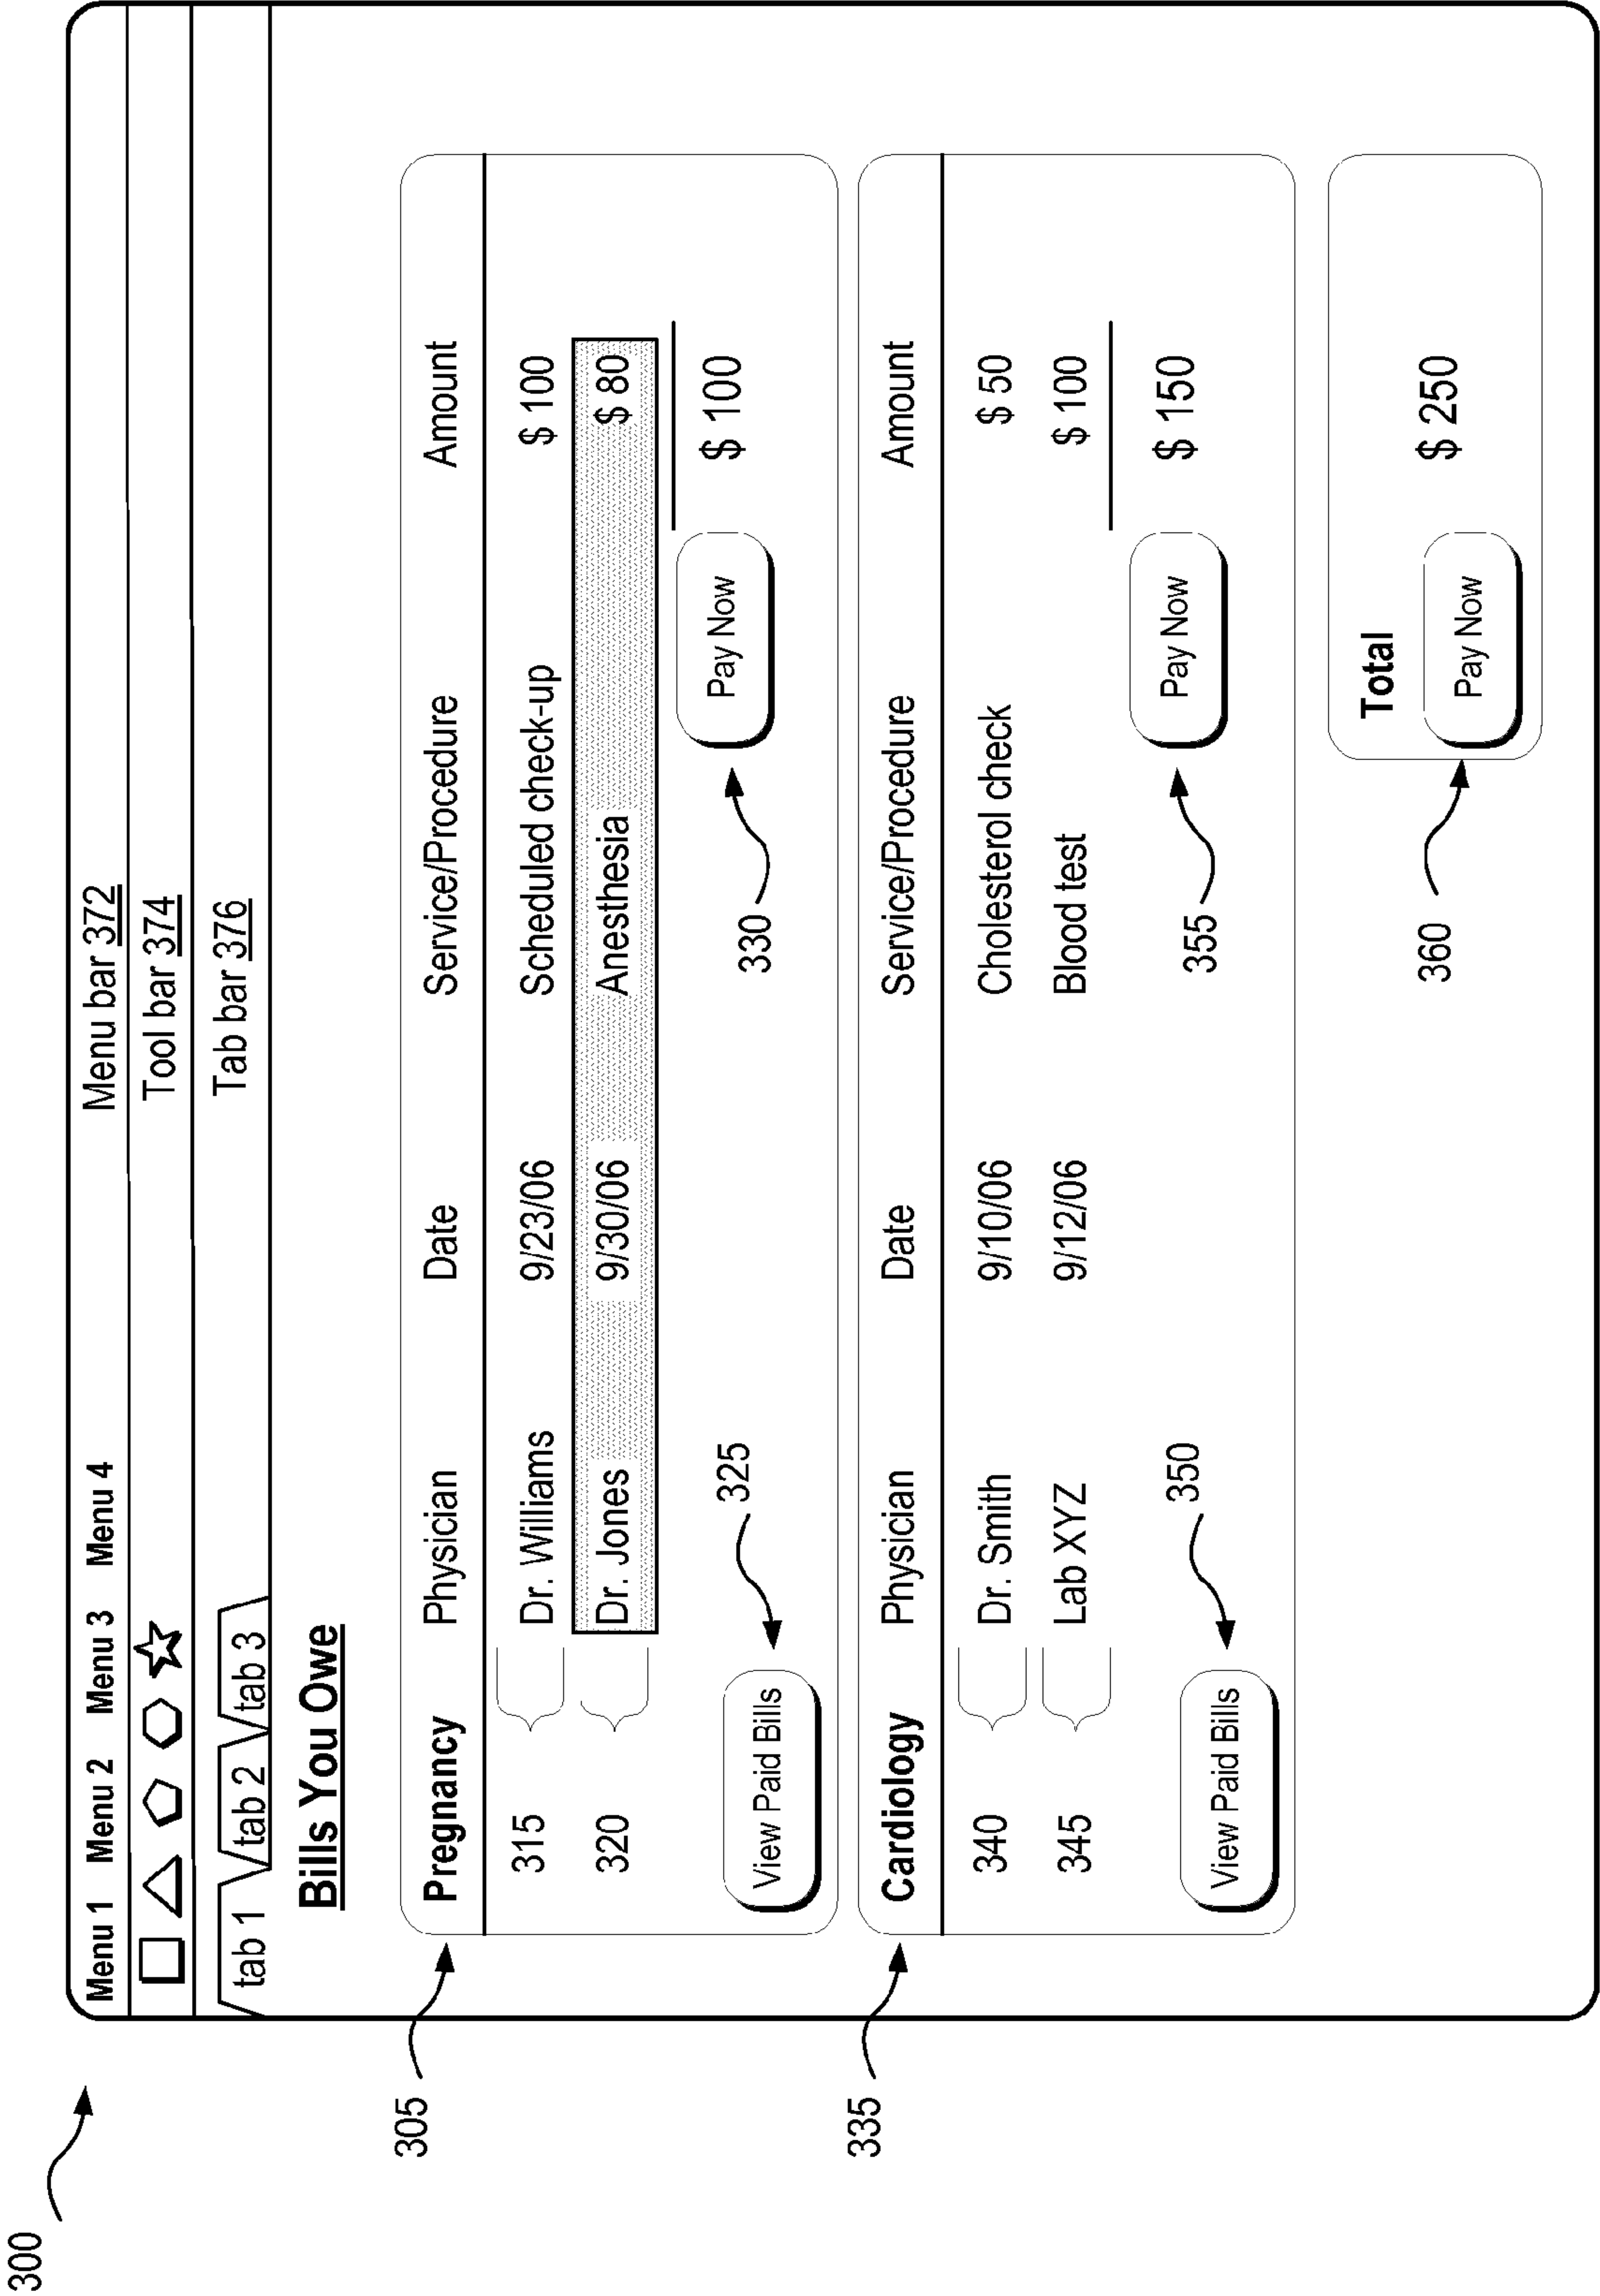 300
Menu 1 Menu 2 Menu 3 Menu 4 Menu bar 372
Tool bar 374
tab 1 tab 2 tab 3 Tab bar 376
Bills You Owe
305
Pregnancy Physician Date Service/Procedure Amount
315 Dr. Williams 9/23/06 Scheduled check-up $ 100
320 Dr. Jones 9/30/06 Anesthesia $ 80
325
View Paid Bills
330
Pay Now $ 100
335
Cardiology Physician Date Service/Procedure Amount
340 Dr. Smith 9/10/06 Cholesterol check $ 50
345 Lab XYZ 9/12/06 Blood test $ 100
350
View Paid Bills
355
Pay Now $ 150
Total
360
Pay Now $ 250